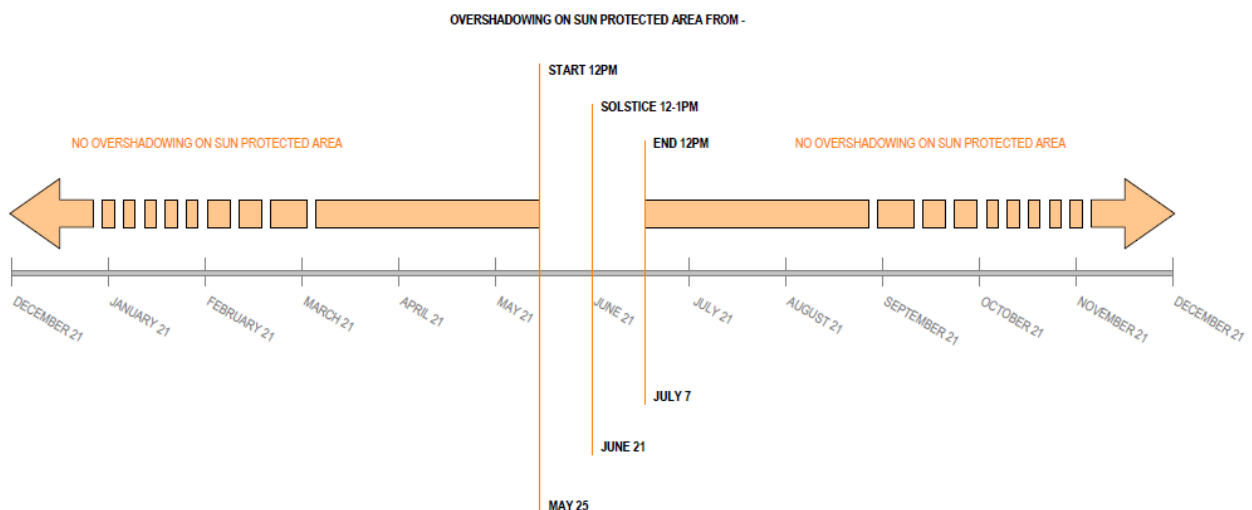 OVERSHADOWING ON SUN PROTECTED AREA FROM -
START 12PM
SOLSTICE 12-1PM
NO OVERSHADOWING ON SUN PROTECTED AREA
END 12PM
NO OVERSHADOWING ON SUN PROTECTED AREA
DECEMBER 21
JANUARY 21
FEBRUARY 21
MARCH 21
APRIL 21
MAY 21
JUNE 21
JULY 21
AUGUST 21
SEPTEMBER 21
OCTOBER 21
NOVEMBER 21
DECEMBER 21
JULY 7
JUNE 21
MAY 25